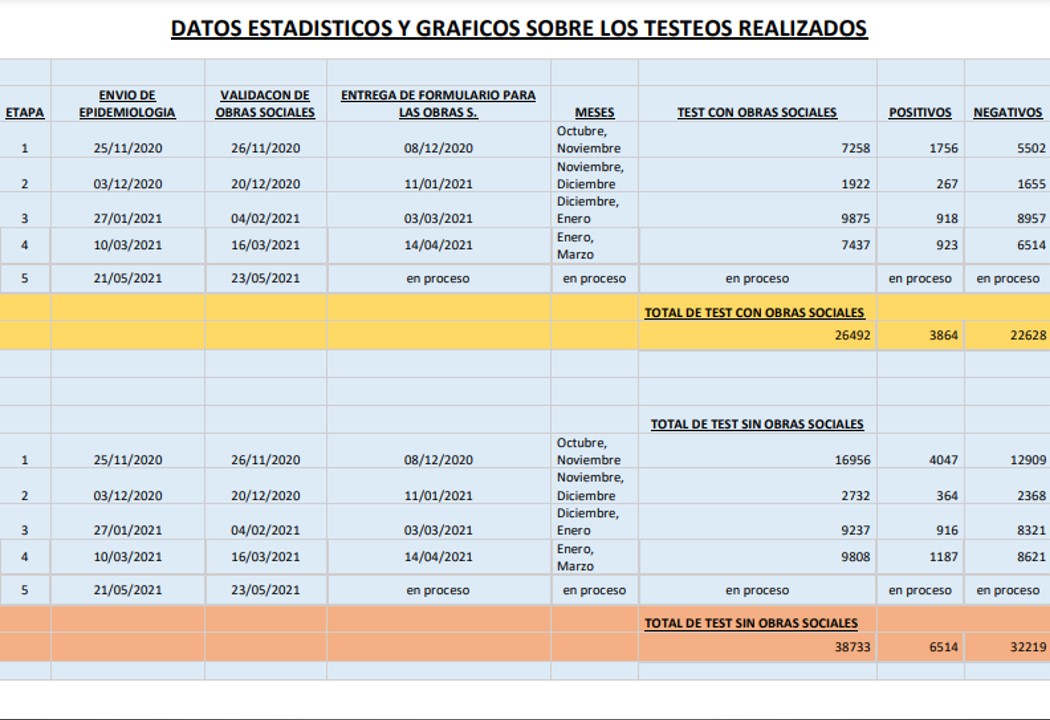 DATOS ESTADISTICOS Y GRAFICOS SOBRE LOS TESTEOS REALIZADOS
ETAPA ENVIO DE EPIDEMIOLOGIA VALIDACON DE OBRAS SOCIALES ENTREGA DE FORMULARIO PARA LAS OBRAS S. MESES TEST CON OBRAS SOCIALES POSITIVOS NEGATIVOS
1 25/11/2020 26/11/2020 08/12/2020 Octubre, Noviembre 7258 1756 5502
2 03/12/2020 20/12/2020 11/01/2021 Noviembre, Diciembre 1922 267 1655
3 27/01/2021 04/02/2021 03/03/2021 Diciembre, Enero 9875 918 8957
4 10/03/2021 16/03/2021 14/04/2021 Enero, Marzo 7437 923 6514
5 21/05/2021 23/05/2021 en proceso en proceso en proceso en proceso en proceso
TOTAL DE TEST CON OBRAS SOCIALES
26492 3864 22628
TOTAL DE TEST SIN OBRAS SOCIALES
1 25/11/2020 26/11/2020 08/12/2020 Octubre, Noviembre 16956 4047 12909
2 03/12/2020 20/12/2020 11/01/2021 Noviembre, Diciembre 2732 364 2368
3 27/01/2021 04/02/2021 03/03/2021 Diciembre, Enero 9237 916 8321
4 10/03/2021 16/03/2021 14/04/2021 Enero, Marzo 9808 1187 8621
5 21/05/2021 23/05/2021 en proceso en proceso en proceso en proceso en proceso
TOTAL DE TEST SIN OBRAS SOCIALES
38733 6514 32219